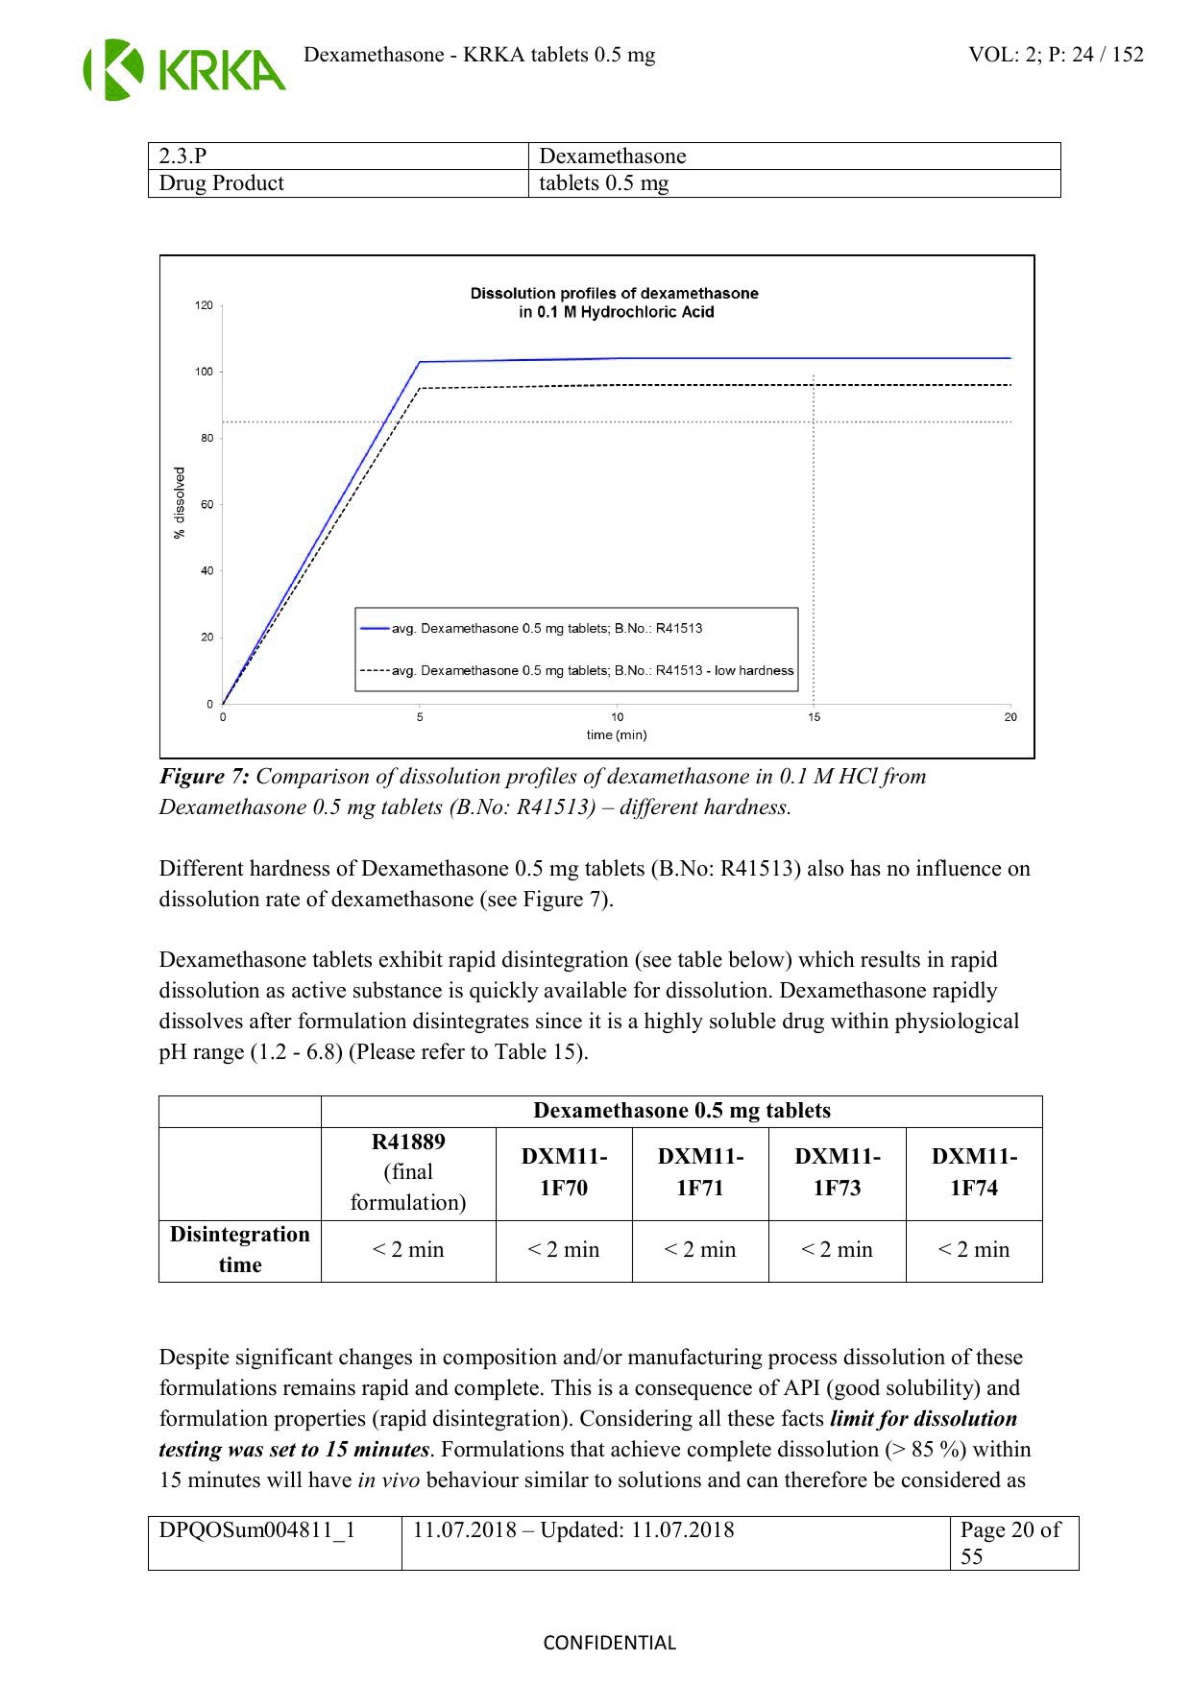 KRKA
Dexamethasone - KRKA tablets 0.5 mg
VOL: 2; P: 24 / 152
2.3.P Dexamethasone
Drug Product tablets 0.5 mg
Dissolution profiles of dexamethasone
in 0.1 M Hydrochloric Acid
120
100
80
60
40
20
0
% dissolved
avg. Dexamethasone 0.5 mg tablets; B.No.: R41513
avg. Dexamethasone 0.5 mg tablets; B.No.: R41513 - low hardness
0 5 10 15 20
time (min)
Figure 7: Comparison of dissolution profiles of dexamethasone in 0.1 M HCl from
Dexamethasone 0.5 mg tablets (B.No: R41513) – different hardness.
Different hardness of Dexamethasone 0.5 mg tablets (B.No: R41513) also has no influence on
dissolution rate of dexamethasone (see Figure 7).
Dexamethasone tablets exhibit rapid disintegration (see table below) which results in rapid
dissolution as active substance is quickly available for dissolution. Dexamethasone rapidly
dissolves after formulation disintegrates since it is a highly soluble drug within physiological
pH range (1.2 - 6.8) (Please refer to Table 15).
Dexamethasone 0.5 mg tablets
R41889
(final
formulation)
DXM11-
1F70
DXM11-
1F71
DXM11-
1F73
DXM11-
1F74
Disintegration
time
< 2 min < 2 min < 2 min < 2 min < 2 min
Despite significant changes in composition and/or manufacturing process dissolution of these
formulations remains rapid and complete. This is a consequence of API (good solubility) and
formulation properties (rapid disintegration). Considering all these facts limit for dissolution
testing was set to 15 minutes. Formulations that achieve complete dissolution (> 85 %) within
15 minutes will have in vivo behaviour similar to solutions and can therefore be considered as
DPQOSum004811_1
11.07.2018 – Updated: 11.07.2018
Page 20 of
55
CONFIDENTIAL